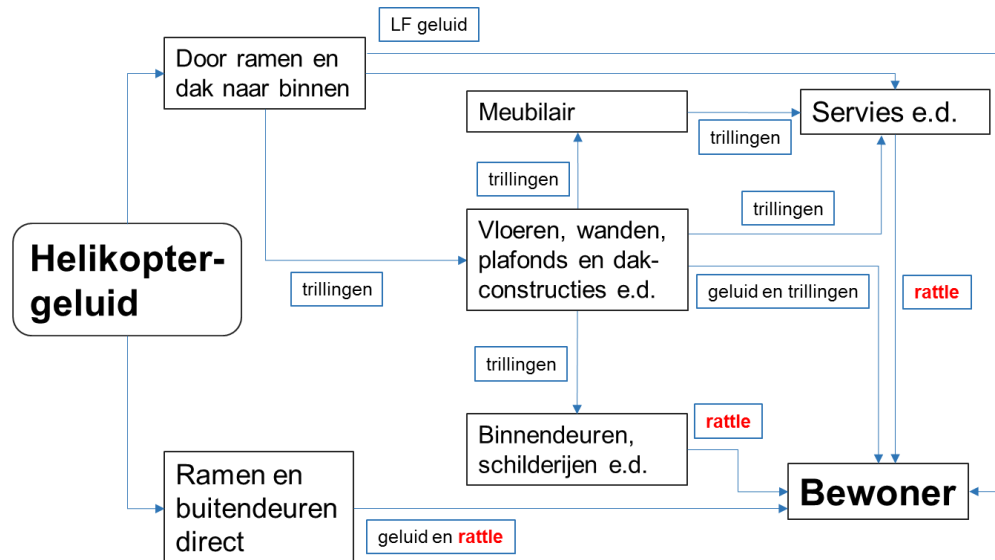 LF geluid
Door ramen en
dak naar binnen
Meubilair
trillingen
Servies e.d.
trillingen
trillingen
Helikopter-
geluid
trillingen
Vloeren, wanden,
plafonds en dak-
constructies e.d.
geluid en trillingen
rattle
trillingen
rattle
Binnendeuren,
schilderijen e.d.
Ramen en
buitendeuren
direct
geluid en rattle
Bewoner